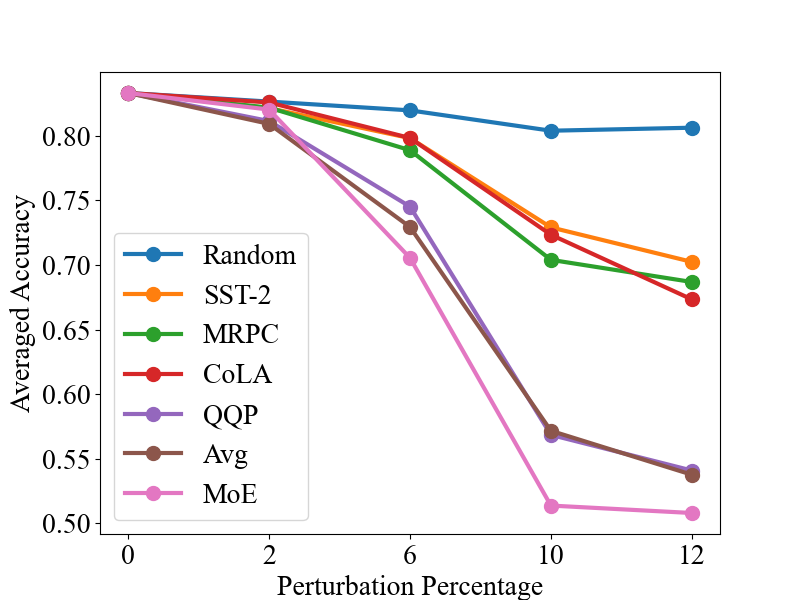 0.80
0.75
0.70
0.65
0.60
0.55
0.50
Averaged Accuracy
Random
SST-2
MRPC
CoLA
QQP
Avg
MoE
0 2 6 10 12
Perturbation Percentage